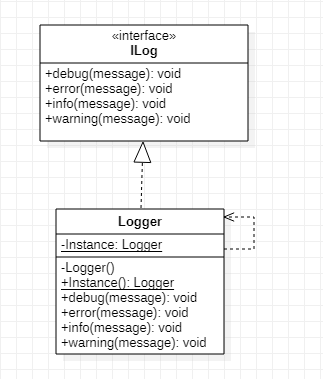 «interface»
ILog
+debug(message): void
+error(message): void
+info(message): void
+warning(message): void
Logger
-Instance: Logger
-Logger()
+Instance(): Logger
+debug(message): void
+error(message): void
+info(message): void
+warning(message): void